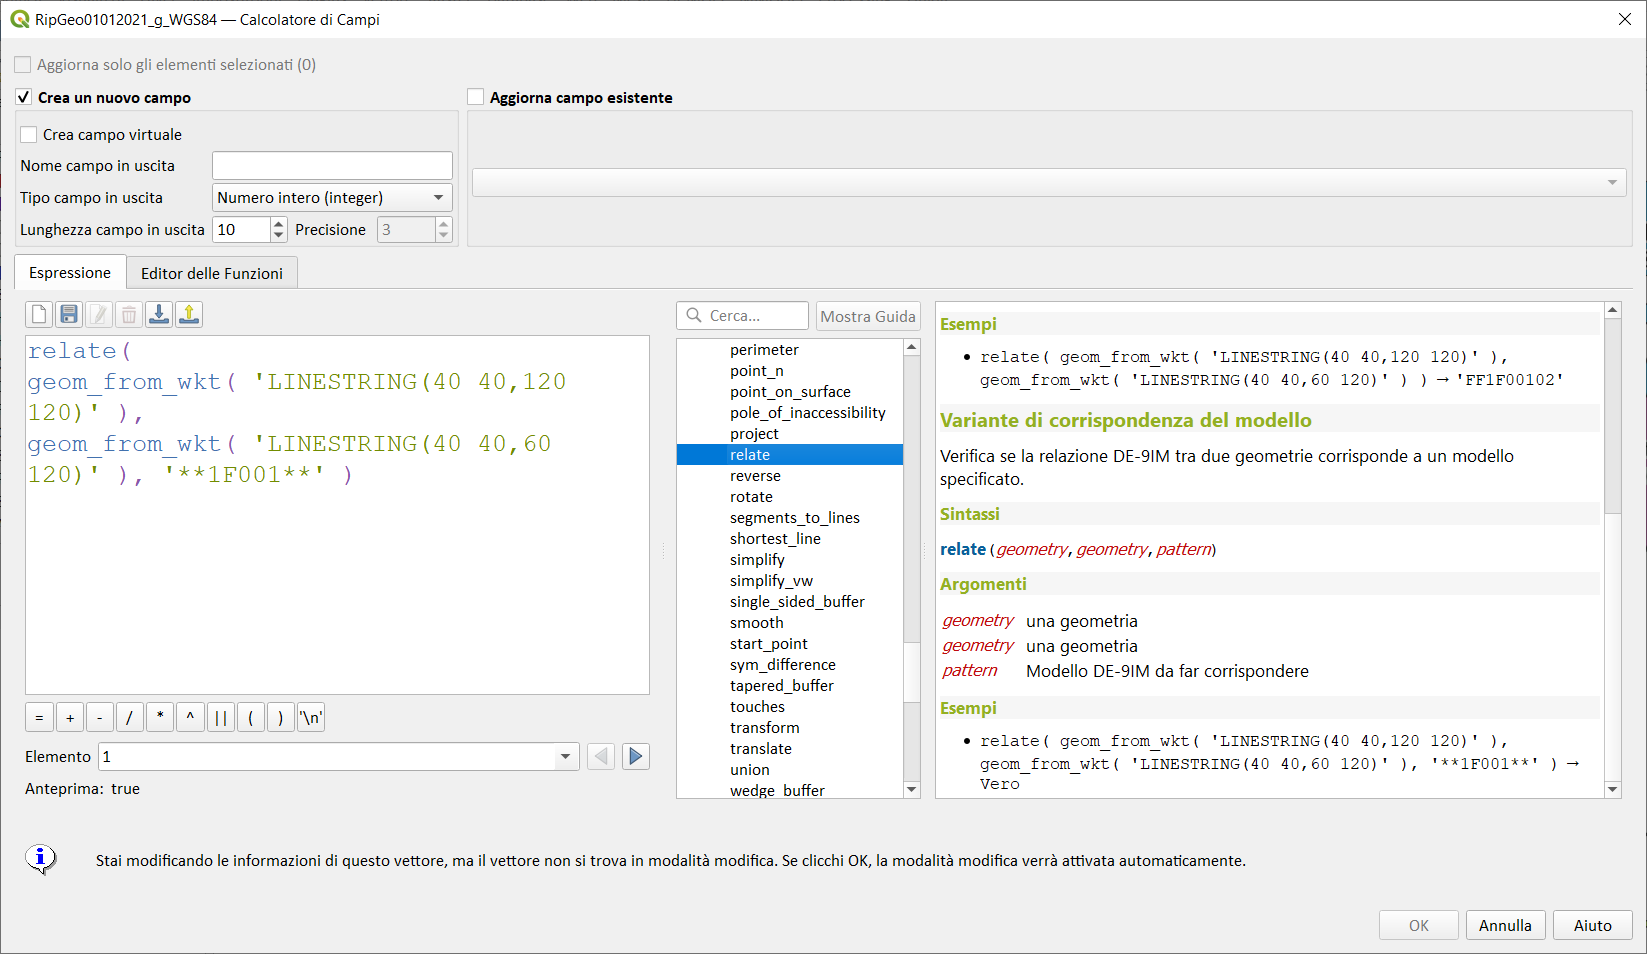 RipGeo01012021_g_WGS84 — Calcolatore di Campi
Aggiorna solo gli elementi selezionati (0)
Crea un nuovo campo
Aggiorna campo esistente
Crea campo virtuale
Nome campo in uscita
Tipo campo in uscita Numero intero (integer)
Lunghezza campo in uscita 10 Precisione 3
Espressione Editor delle Funzioni
relate(
geom_from_wkt( 'LINESTRING(40 40,120
120)' ),
geom_from_wkt( 'LINESTRING(40 40,60
120)' ), '**1F001**' )
= + - / * ^ || ( ) '\n'
Elemento 1
Anteprima: true
Cerca... Mostra Guida
perimeter
point_n
point_on_surface
pole_of_inaccessibility
project
relate
reverse
rotate
segments_to_lines
shortest_line
simplify
simplify_vw
single_sided_buffer
smooth
start_point
sym_difference
tapered_buffer
touches
transform
translate
union
wedge_buffer
Esempi
• relate( geom_from_wkt( 'LINESTRING(40 40,120 120)' ),
geom_from_wkt( 'LINESTRING(40 40,60 120)' ) ) → 'FF1F00102'
Variante di corrispondenza del modello
Verifica se la relazione DE-9IM tra due geometrie corrisponde a un modello
specificato.
Sintassi
relate (geometry, geometry, pattern)
Argomenti
geometry una geometria
geometry una geometria
pattern Modello DE-9IM da far corrispondere
Esempi
• relate( geom_from_wkt( 'LINESTRING(40 40,120 120)' ),
geom_from_wkt( 'LINESTRING(40 40,60 120)' ), '**1F001**' ) →
Vero
Stai modificando le informazioni di questo vettore, ma il vettore non si trova in modalità modifica. Se clicchi OK, la modalità modifica verrà attivata automaticamente.
OK Annulla Aiuto